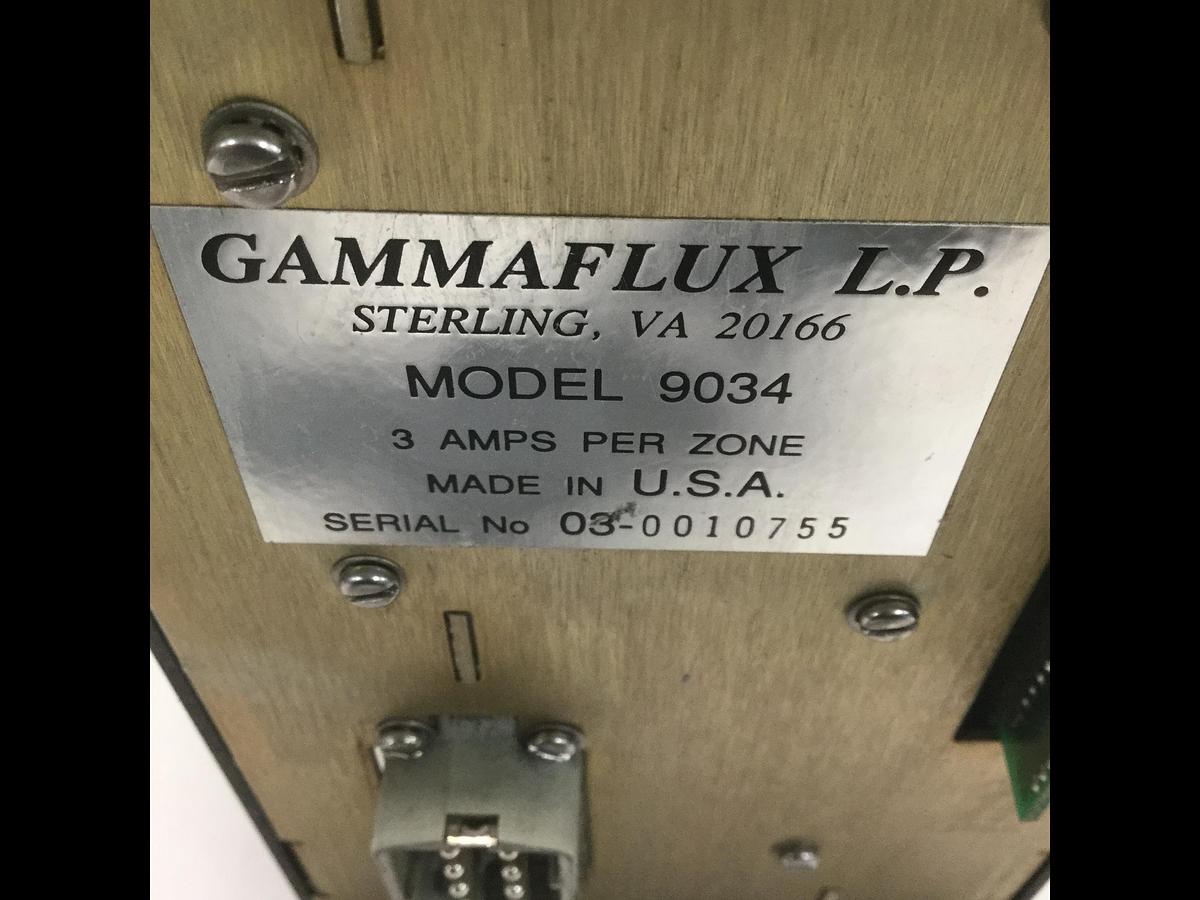 GAMMAFLUX L.P.
STERLING, VA 20166
MODEL 9034
3 AMPS PER ZONE
MADE IN U.S.A.
SERIAL No 03-0010755